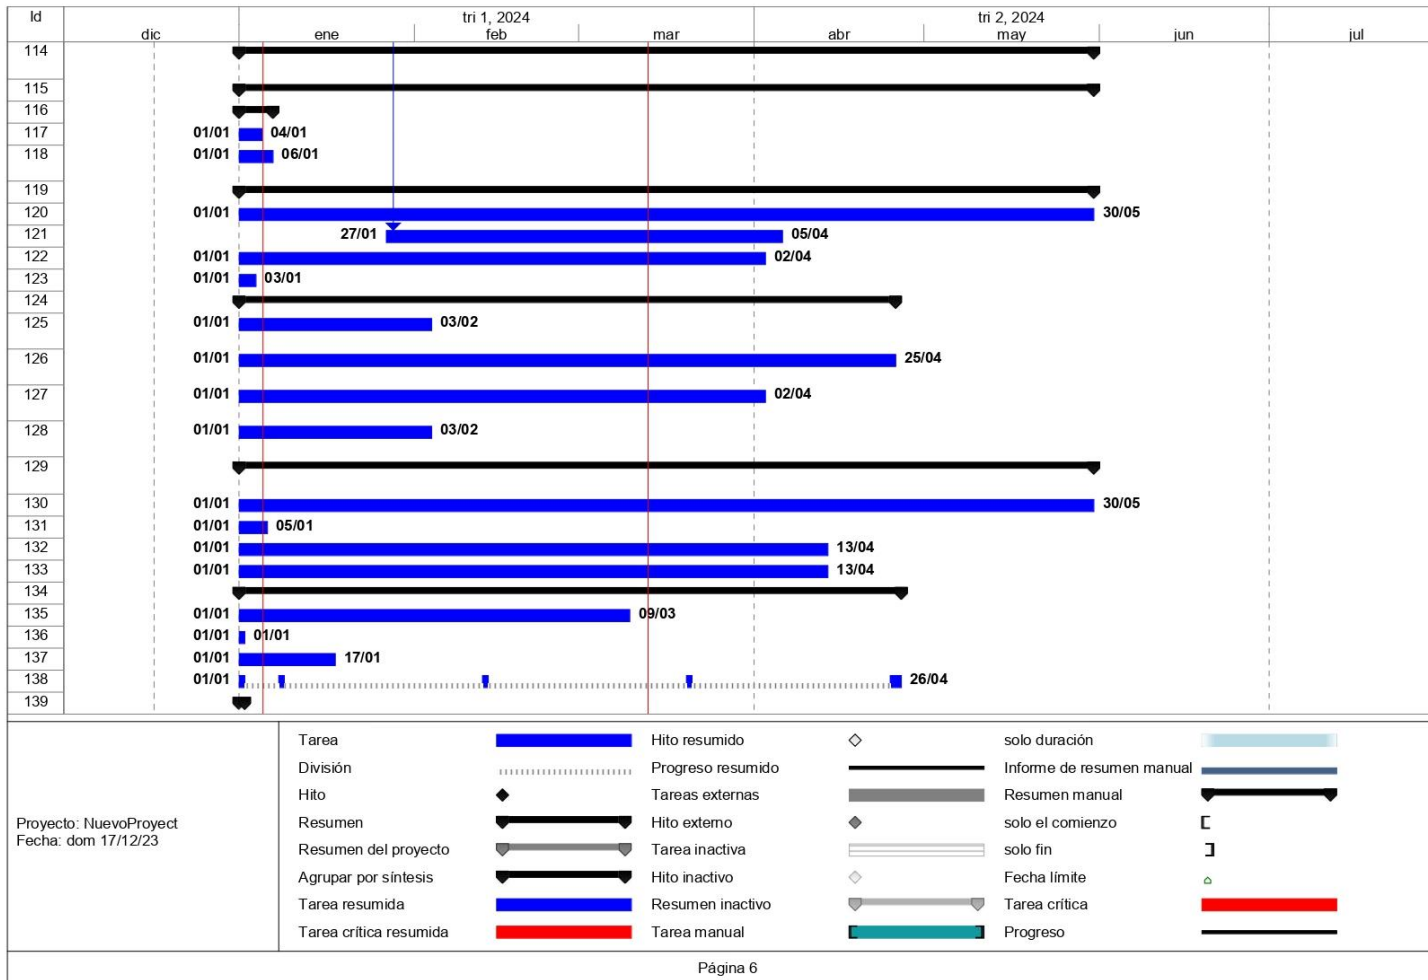 Id tri 1, 2024 tri 2, 2024
dic ene feb mar abr may jun jul
114
115
116
117 01/01 04/01
118 01/01 06/01
119
120 01/01 30/05
121 27/01 05/04
122 01/01 02/04
123 01/01 03/01
124
125 01/01 03/02
126 01/01 25/04
127 01/01 02/04
128 01/01 03/02
129
130 01/01 30/05
131 01/01 05/01
132 01/01 13/04
133 01/01 13/04
134
135 01/01 09/03
136 01/01 01/01
137 01/01 17/01
138 01/01 26/04
139
Proyecto: NuevoProyect
Fecha: dom 17/12/23
Tarea
División
Hito
Resumen
Resumen del proyecto
Agrupar por síntesis
Tarea resumida
Tarea crítica resumida
Hito resumido
Progreso resumido
Tareas externas
Hito externo
Tarea inactiva
Hito inactivo
Resumen inactivo
Tarea manual
solo duración
Informe de resumen manual
Resumen manual
solo el comienzo
solo fin
Fecha límite
Tarea crítica
Progreso
Página 6